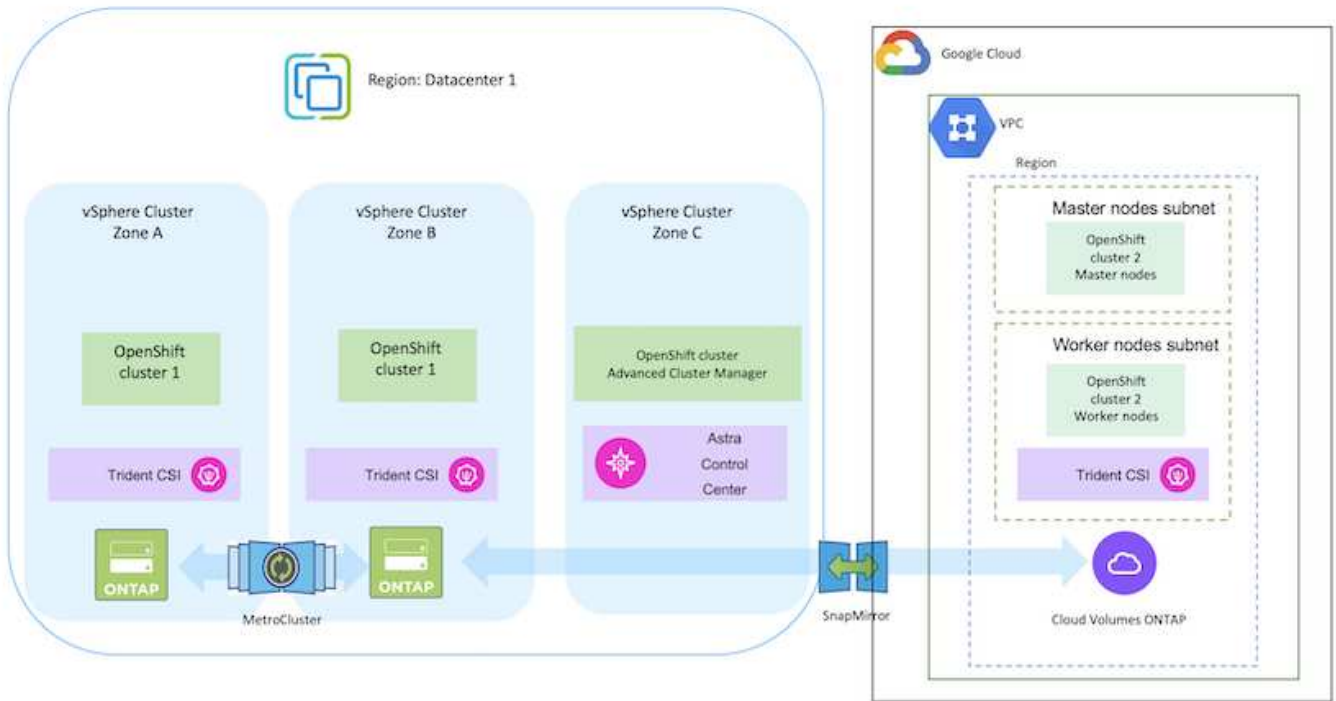 Region: Datacenter 1
vSphere Cluster
Zone A
OpenShift
cluster 1
Trident CSI
ONTAP
vSphere Cluster
Zone B
OpenShift
cluster 1
Trident CSI
ONTAP
MetroCluster
vSphere Cluster
Zone C
OpenShift cluster
Advanced Cluster Manager
Astra
Control
Center
SnapMirror
Google Cloud
VPC
Region
Master nodes subnet
OpenShift
cluster 2
Master nodes
Worker nodes subnet
OpenShift
cluster 2
Worker nodes
Trident CSI
Cloud Volumes ONTAP